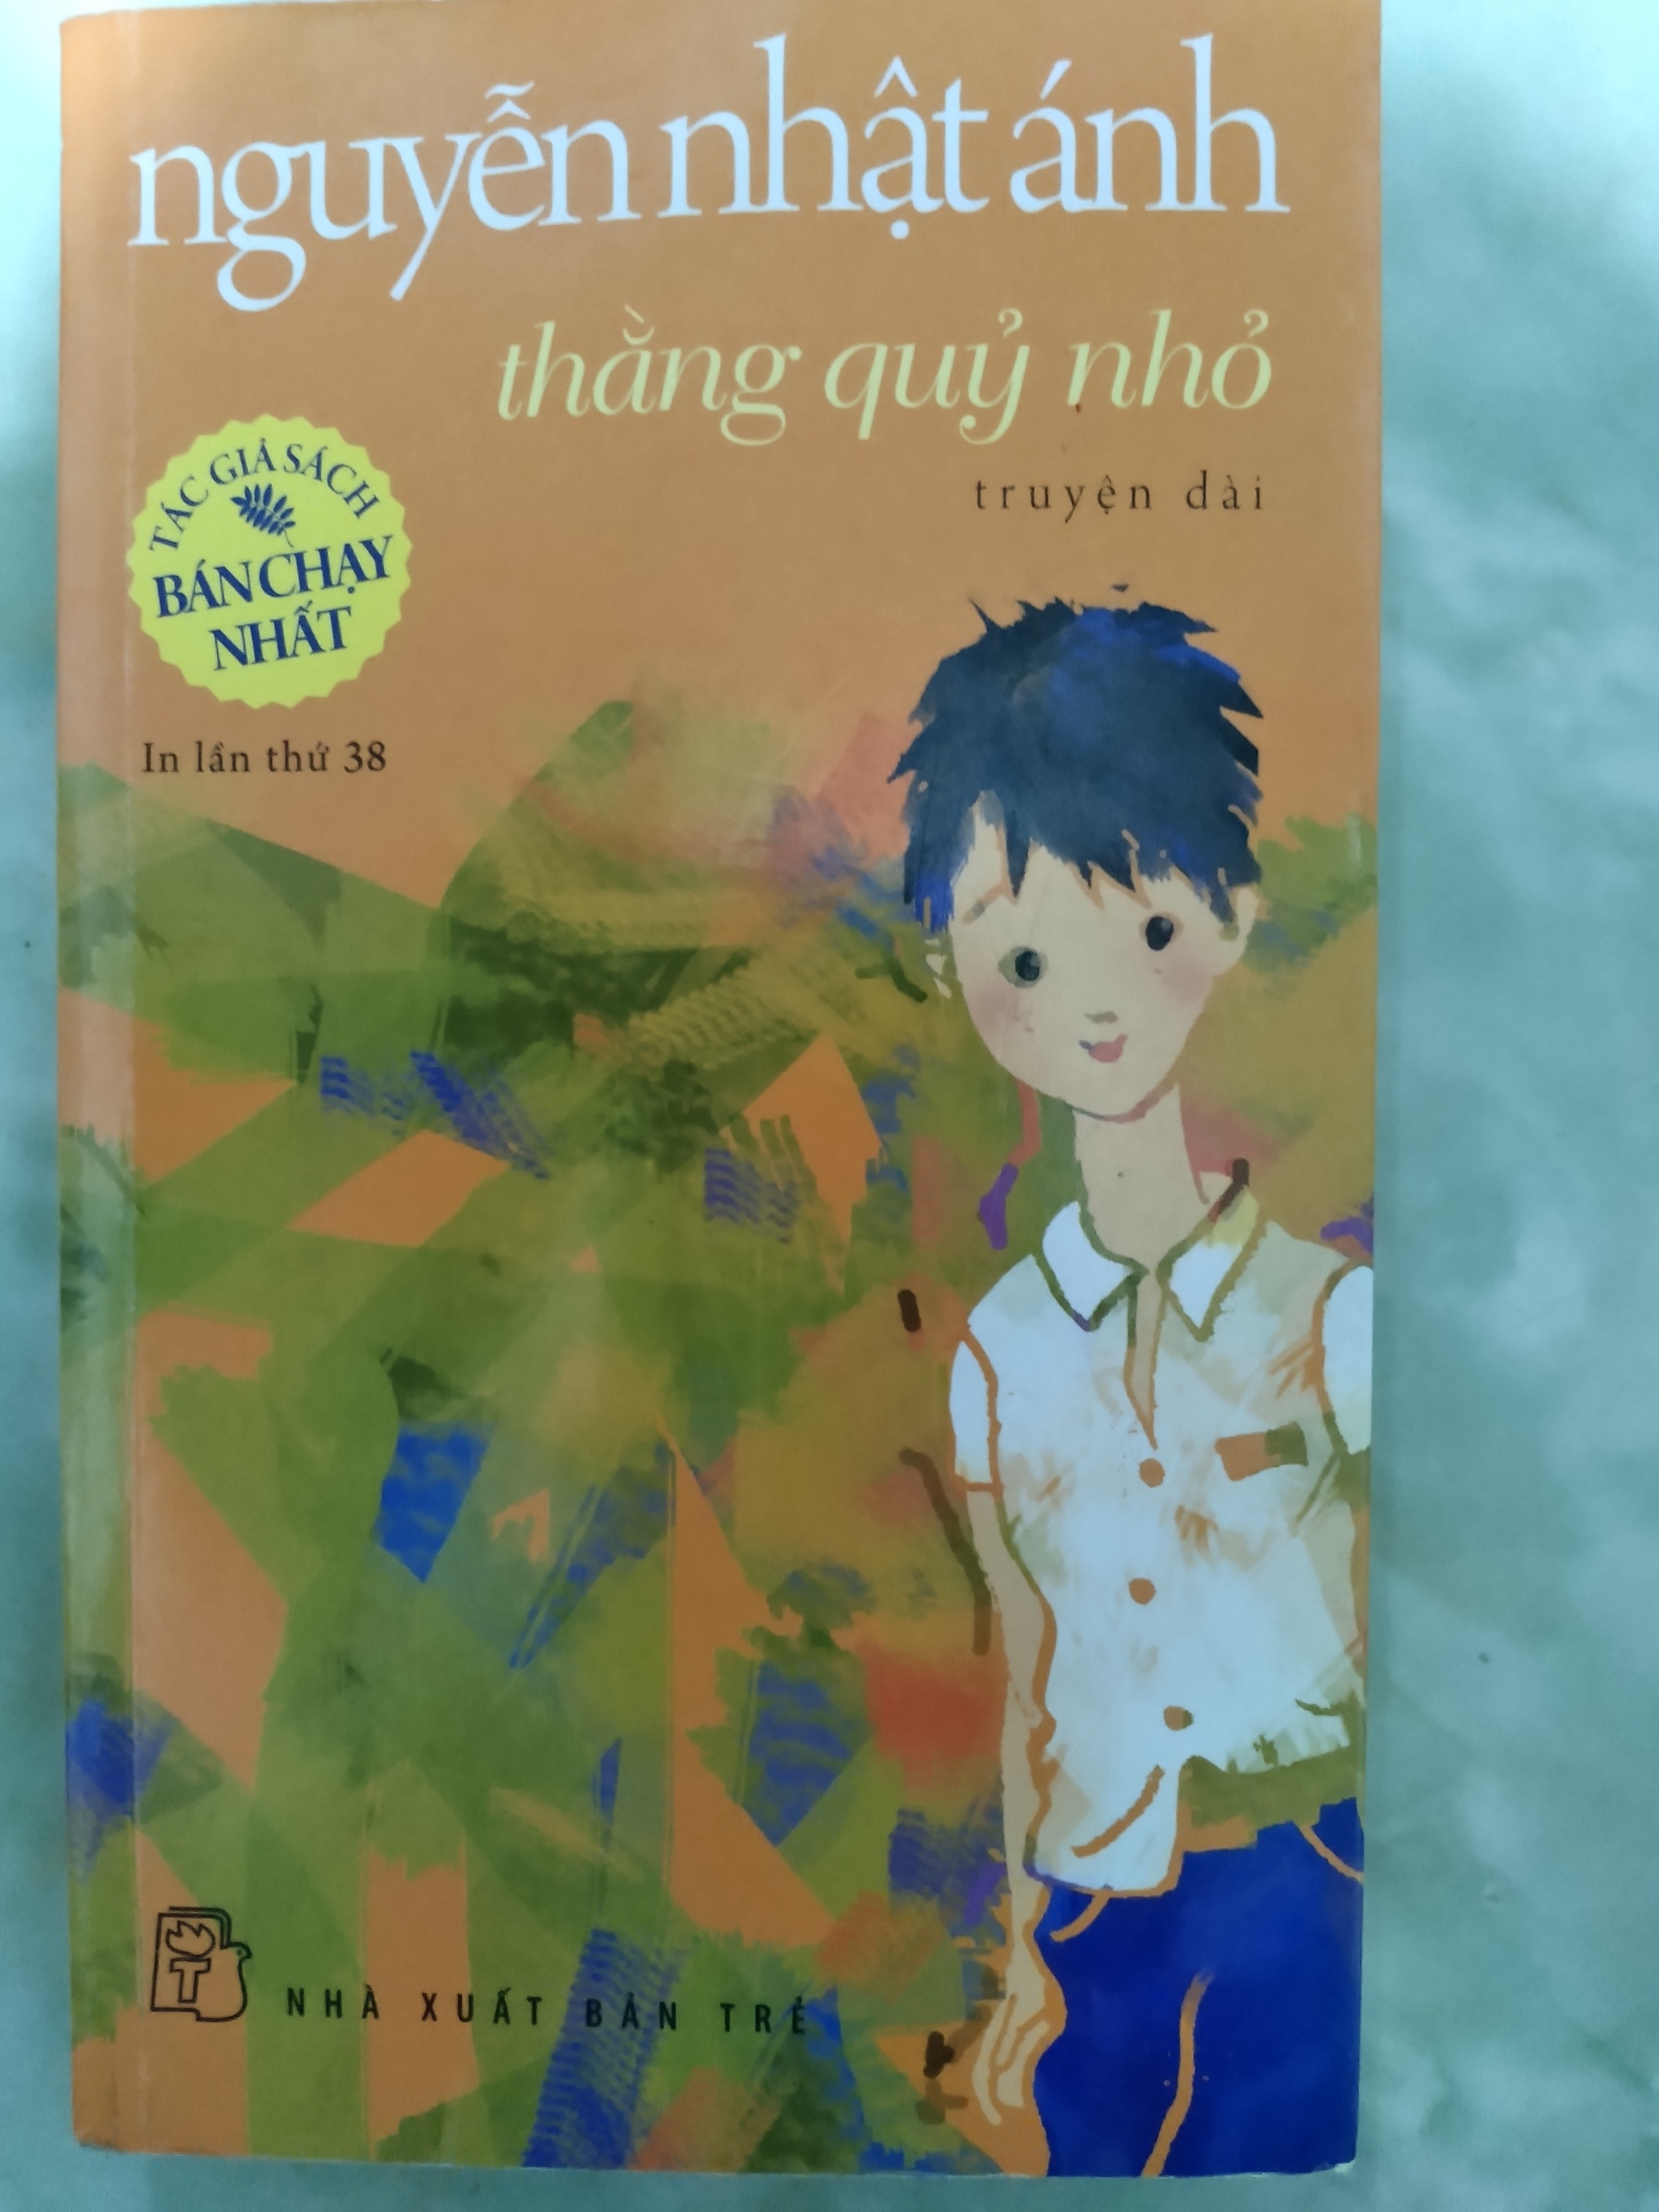 nguyễn nhật ánh
thằng quỷ nhỏ
truyện dài
TÁC GIẢ SÁCH
BÁN CHẠY
NHẤT
In lần thứ 38
T
NHÀ XUẤT BẢN TRẺ